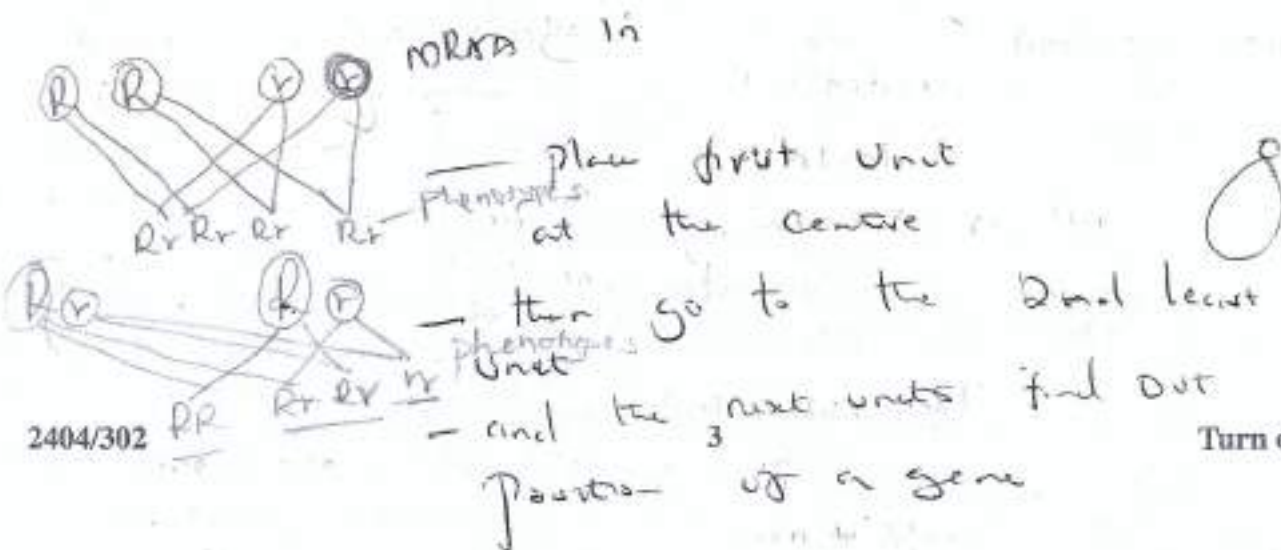 in
R R r r
— place first unit
Rr Rr Rr Rr — phenotypes
at the centre
R r R r
— then go to the 2nd least
phenotypes
unit
RR Rr Rr rr
- and the next units find out
2404/302
3
Turn o
position of a gene